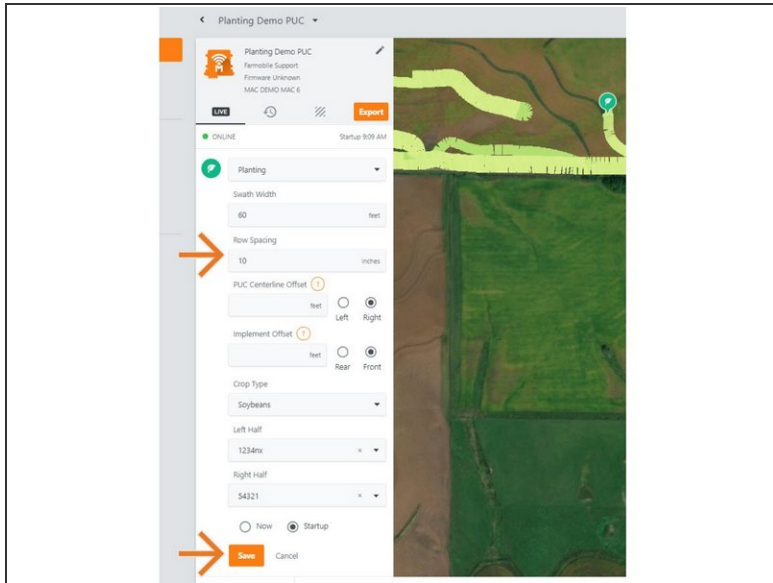 Planting Demo PUC
Planting Demo PUC
Farmobile Support
Firmware Unknown
MAC DEMO MAC 6
LIVE
Export
ONLINE Startup 9:09 AM
Planting
Swath Width
60 feet
Row Spacing
10 inches
PUC Centerline Offset ?
feet
Left Right
Implement Offset ?
feet
Rear Front
Crop Type
Soybeans
Left Half
1234nx
Right Half
54321
Now Startup
Save Cancel